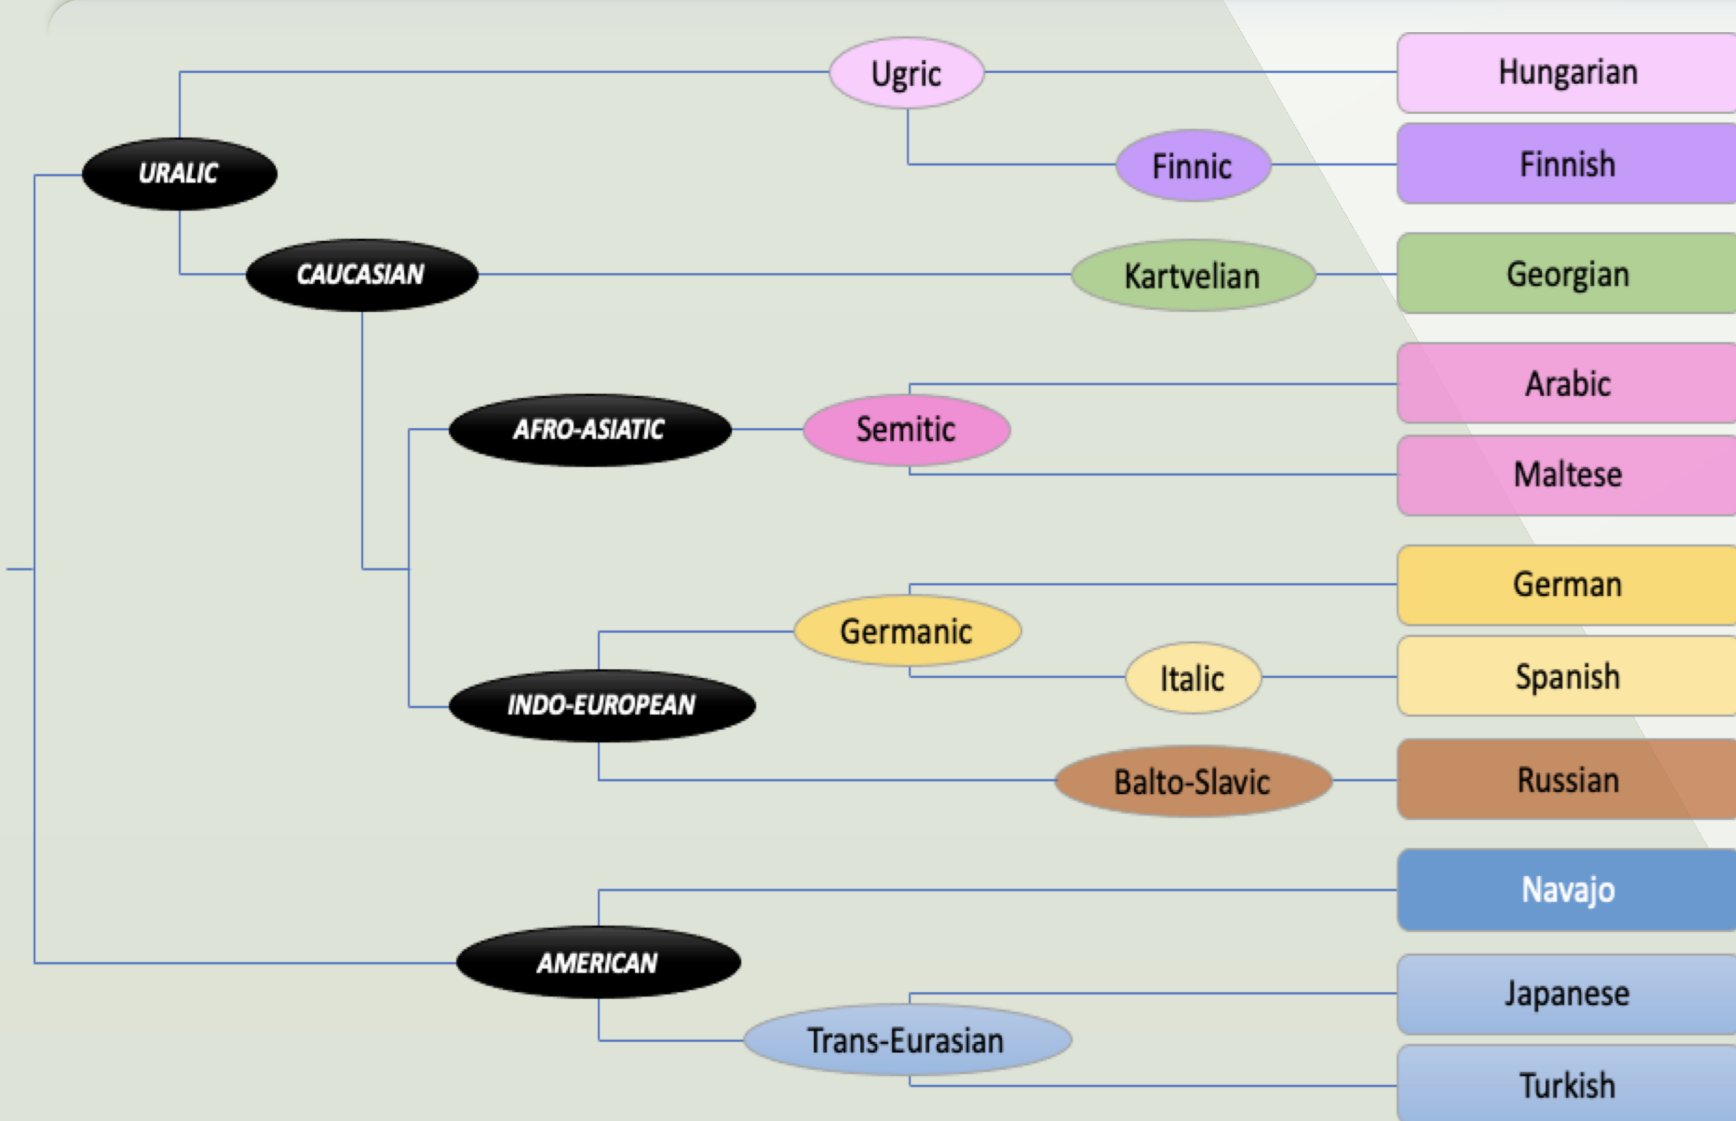 Ugric
Hungarian
URALIC
Finnic
Finnish
CAUCASIAN
Kartvelian
Georgian
Arabic
AFRO-ASIATIC
Semitic
Maltese
German
Germanic
Italic
Spanish
INDO-EUROPEAN
Balto-Slavic
Russian
Navajo
AMERICAN
Japanese
Trans-Eurasian
Turkish